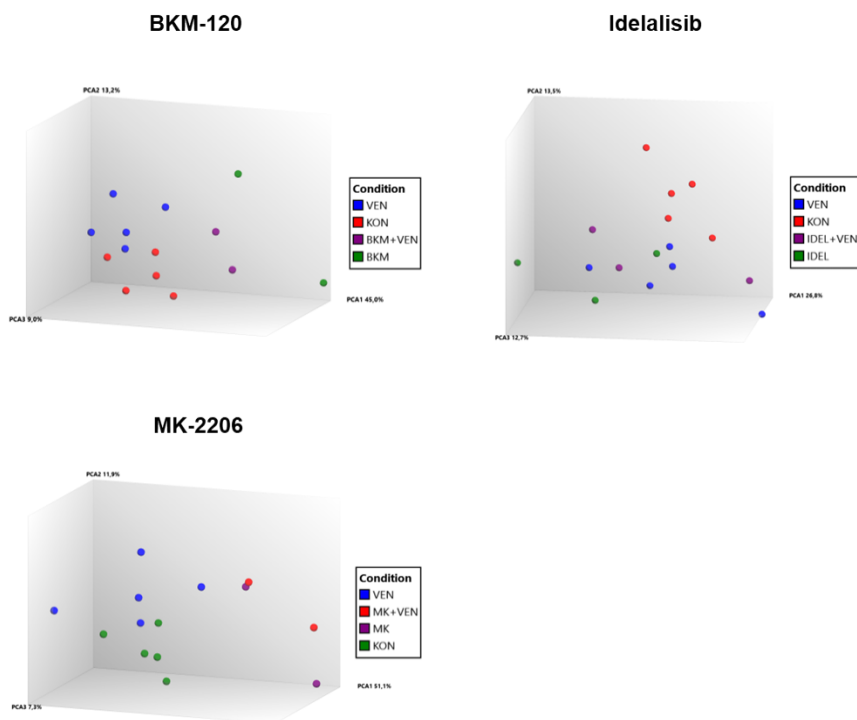 BKM-120
PCA2 13,2%
Condition
VEN
KON
BKM+VEN
BKM
PCA1 45,0%
PCA3 9,0%
Idelalisib
PCA2 13,5%
Condition
VEN
KON
IDEL+VEN
IDEL
PCA1 26,8%
PCA3 12,7%
MK-2206
PCA2 11,9%
Condition
VEN
MK+VEN
MK
KON
PCA1 51,1%
PCA3 7,3%